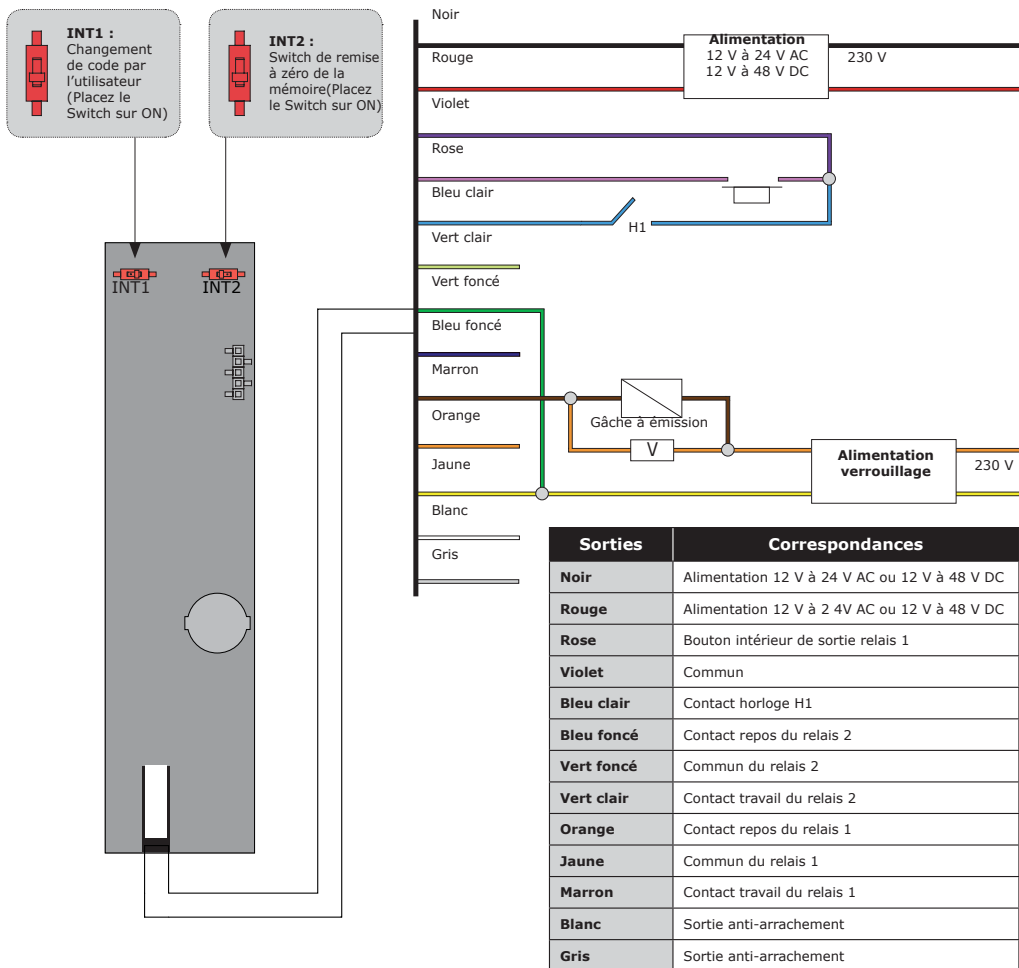 INT1 :
Changement
de code par
l'utilisateur
(Placez le
Switch sur ON)
INT2 :
Switch de remise
à zéro de la
mémoire(Placez
le Switch sur ON)
INT1
INT2
Noir
Rouge
Violet
Rose
Bleu clair
Vert clair
Vert foncé
Bleu foncé
Marron
Orange
Jaune
Blanc
Gris
Alimentation
12 V à 24 V AC
12 V à 48 V DC
230 V
H1
Gâche à émission
V
Alimentation
verrouillage
230 V
Sorties Correspondances
Noir Alimentation 12 V à 24 V AC ou 12 V à 48 V DC
Rouge Alimentation 12 V à 2 4V AC ou 12 V à 48 V DC
Rose Bouton intérieur de sortie relais 1
Violet Commun
Bleu clair Contact horloge H1
Bleu foncé Contact repos du relais 2
Vert foncé Commun du relais 2
Vert clair Contact travail du relais 2
Orange Contact repos du relais 1
Jaune Commun du relais 1
Marron Contact travail du relais 1
Blanc Sortie anti-arrachement
Gris Sortie anti-arrachement